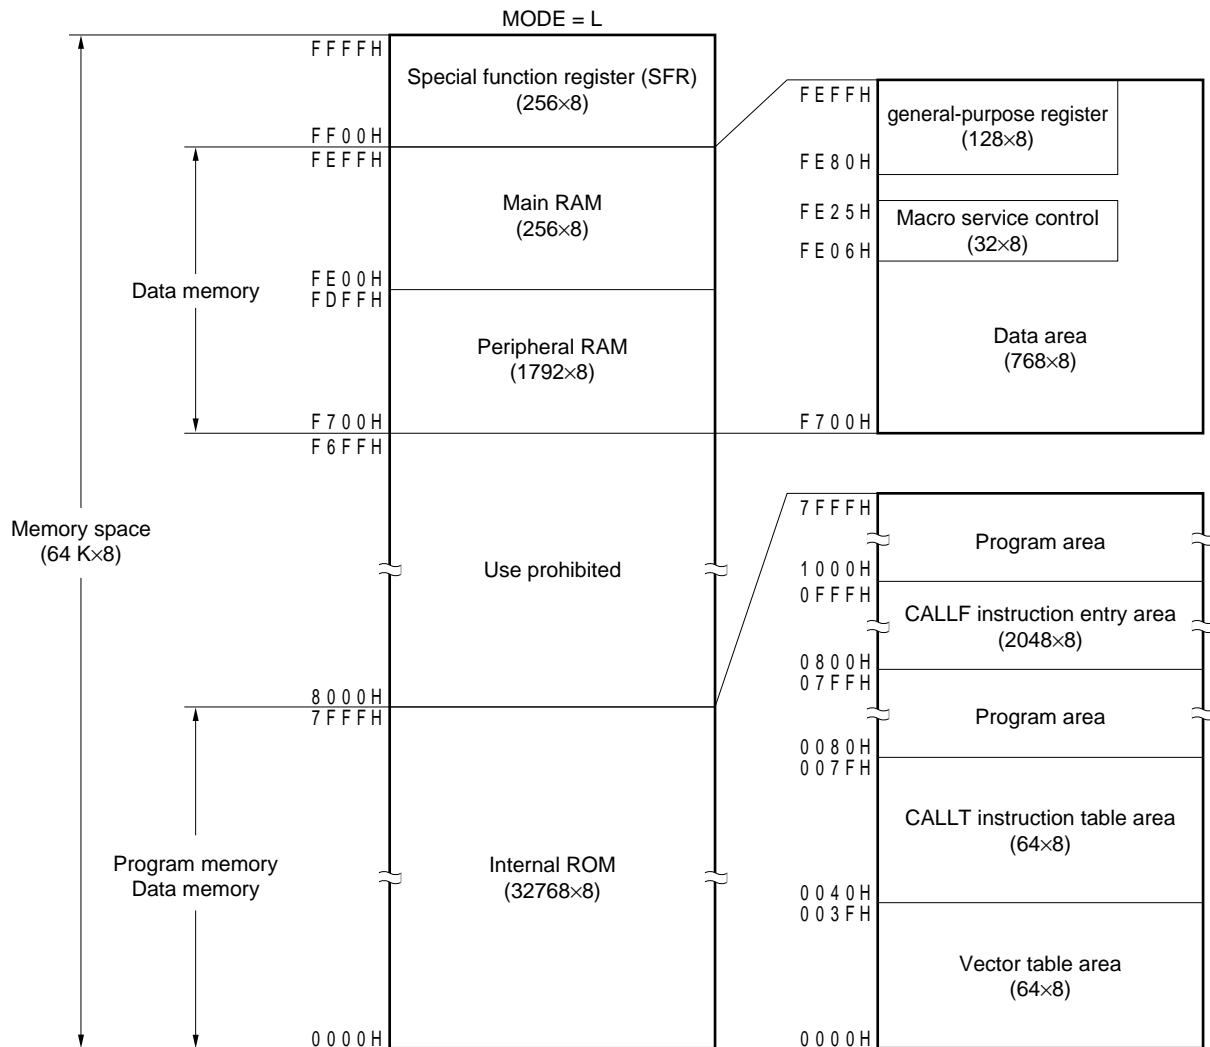 MODE = L
FFFFH
Special function register (SFR)
(256×8)
FF00H
FEFFH
Main RAM
(256×8)
FE00H
FDFFH
Data memory
Peripheral RAM
(1792×8)
F700H
F6FFH
Memory space
(64 K×8)
Use prohibited
8000H
7FFFH
Program memory
Data memory
Internal ROM
(32768×8)
0000H
FEFFH
general-purpose register
(128×8)
FE80H
FE25H
Macro service control
(32×8)
FE06H
Data area
(768×8)
F700H
7FFFH
Program area
1000H
0FFFH
CALLF instruction entry area
(2048×8)
0800H
07FFH
Program area
0080H
007FH
CALLT instruction table area
(64×8)
0040H
003FH
Vector table area
(64×8)
0000H